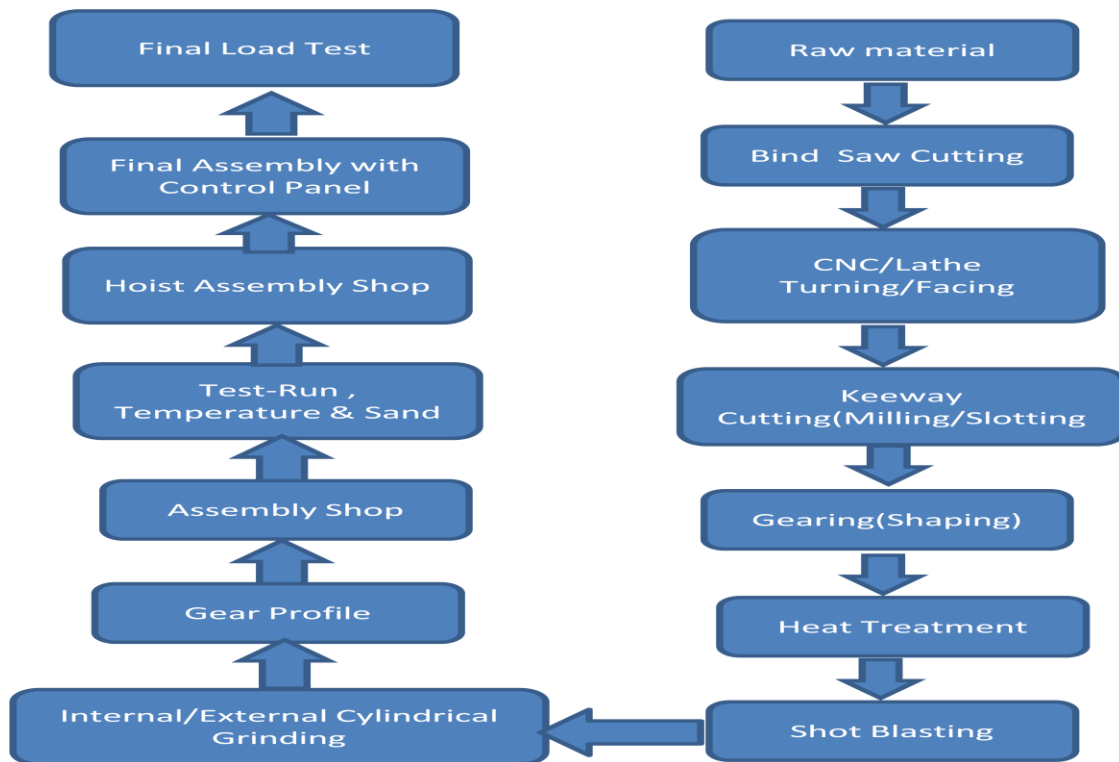 Raw material
Bind Saw Cutting
CNC/Lathe
Turning/Facing
Keeway
Cutting(Milling/Slotting
Gearing(Shaping)
Heat Treatment
Shot Blasting
Internal/External Cylindrical
Grinding
Gear Profile
Assembly Shop
Test-Run ,
Temperature & Sand
Hoist Assembly Shop
Final Assembly with
Control Panel
Final Load Test